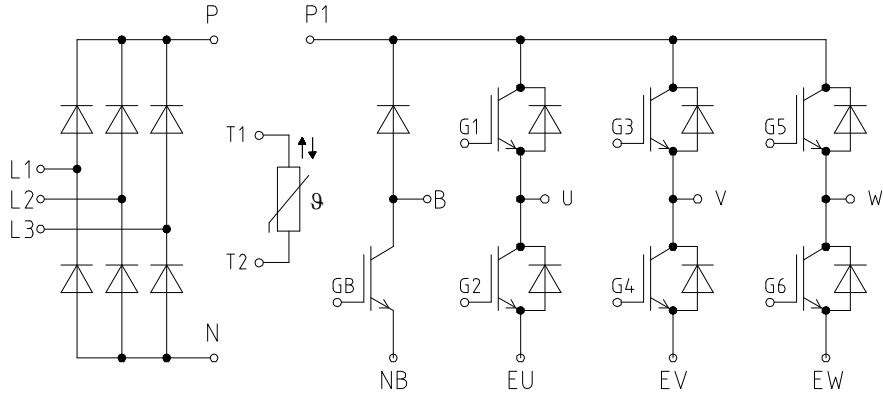 P P1
T1 G1 G3 G5
L1
L2 B U V W
ϑ
L3
T2 GB G2 G4 G6
N
NB EU EV EW